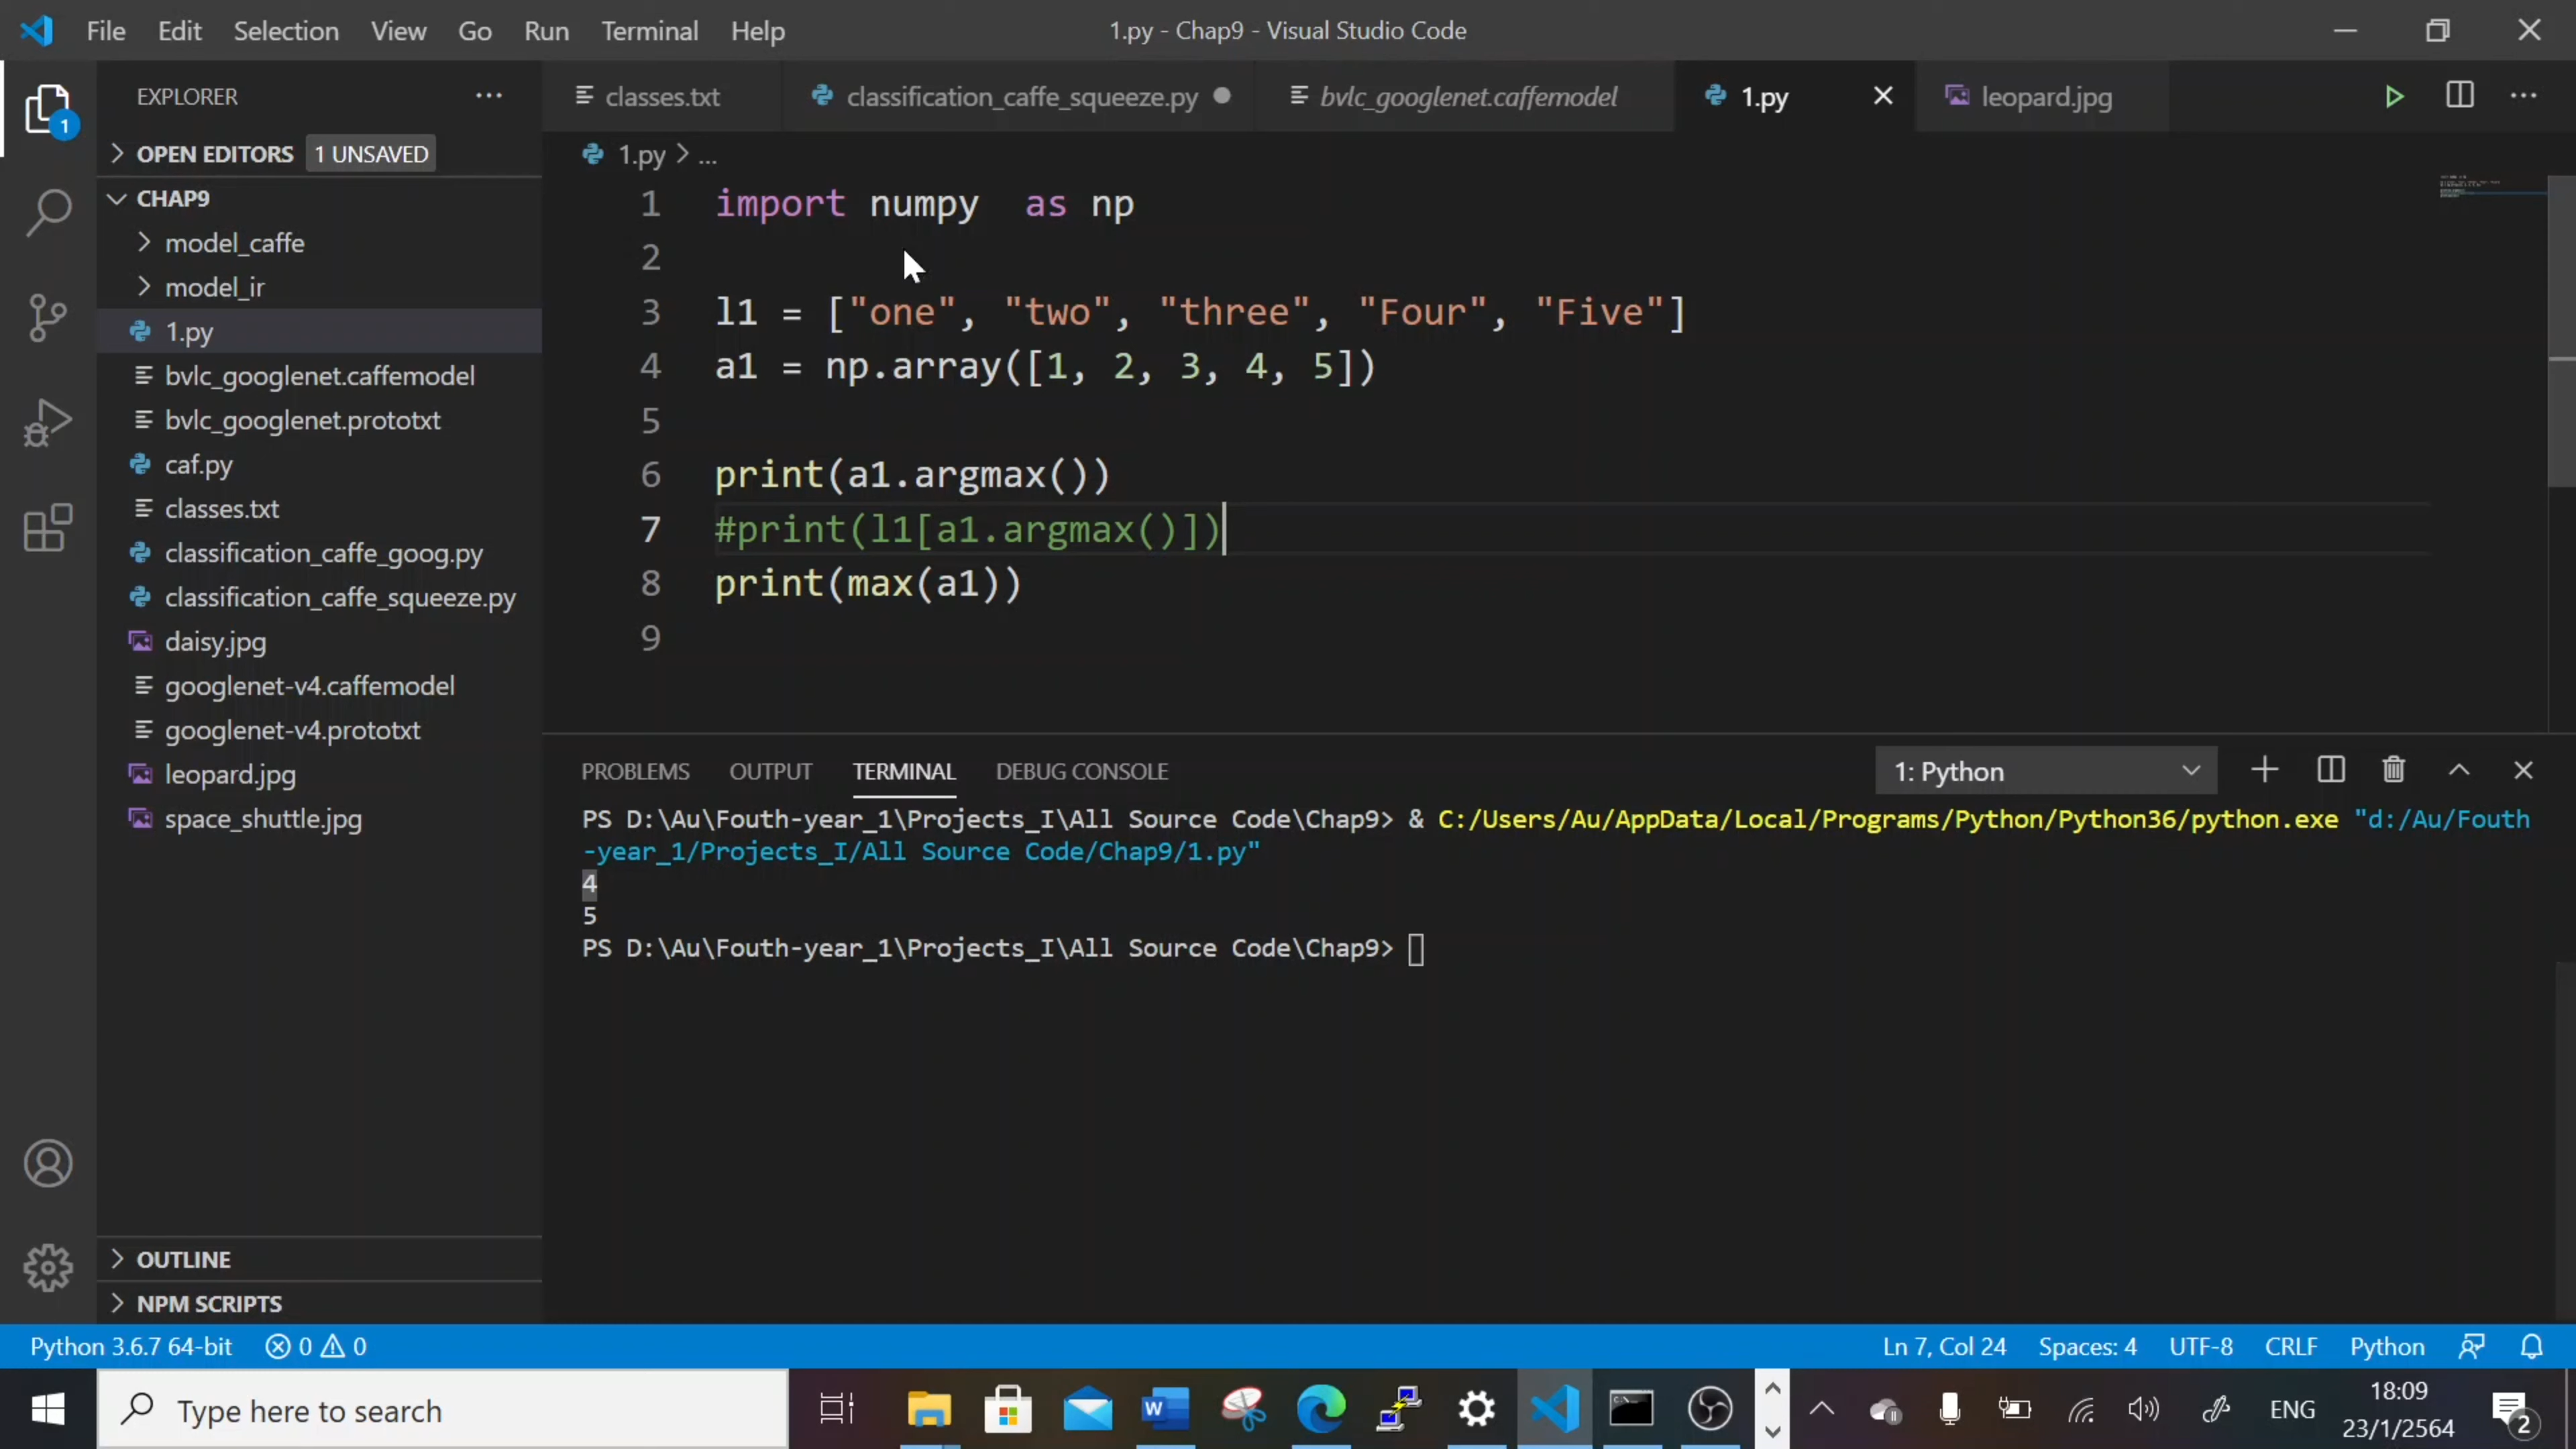 File Edit Selection View Go Run Terminal Help
1.py - Chap9 - Visual Studio Code
EXPLORER
OPEN EDITORS 1 UNSAVED
CHAP9
model_caffe
model_ir
1.py
bvlc_googlenet.caffemodel
bvlc_googlenet.prototxt
caf.py
classes.txt
classification_caffe_goog.py
classification_caffe_squeeze.py
daisy.jpg
googlenet-v4.caffemodel
googlenet-v4.prototxt
leopard.jpg
space_shuttle.jpg
OUTLINE
NPM SCRIPTS
1
classes.txt classification_caffe_squeeze.py bvlc_googlenet.caffemodel 1.py leopard.jpg
1.py > ...
1 import numpy  as np
2
3 l1 = ["one", "two", "three", "Four", "Five"]
4 a1 = np.array([1, 2, 3, 4, 5])
5
6 print(a1.argmax())
7 #print(l1[a1.argmax()])
8 print(max(a1))
9
PROBLEMS OUTPUT TERMINAL DEBUG CONSOLE
1: Python
PS D:\Au\Fouth-year_1\Projects_I\All Source Code\Chap9> & C:/Users/Au/AppData/Local/Programs/Python/Python36/python.exe "d:/Au/Fouth
-year_1/Projects_I/All Source Code/Chap9/1.py"
4
5
PS D:\Au\Fouth-year_1\Projects_I\All Source Code\Chap9>
Python 3.6.7 64-bit 0 0
Ln 7, Col 24 Spaces: 4 UTF-8 CRLF Python
Type here to search
W
ENG
18:09
23/1/2564
2